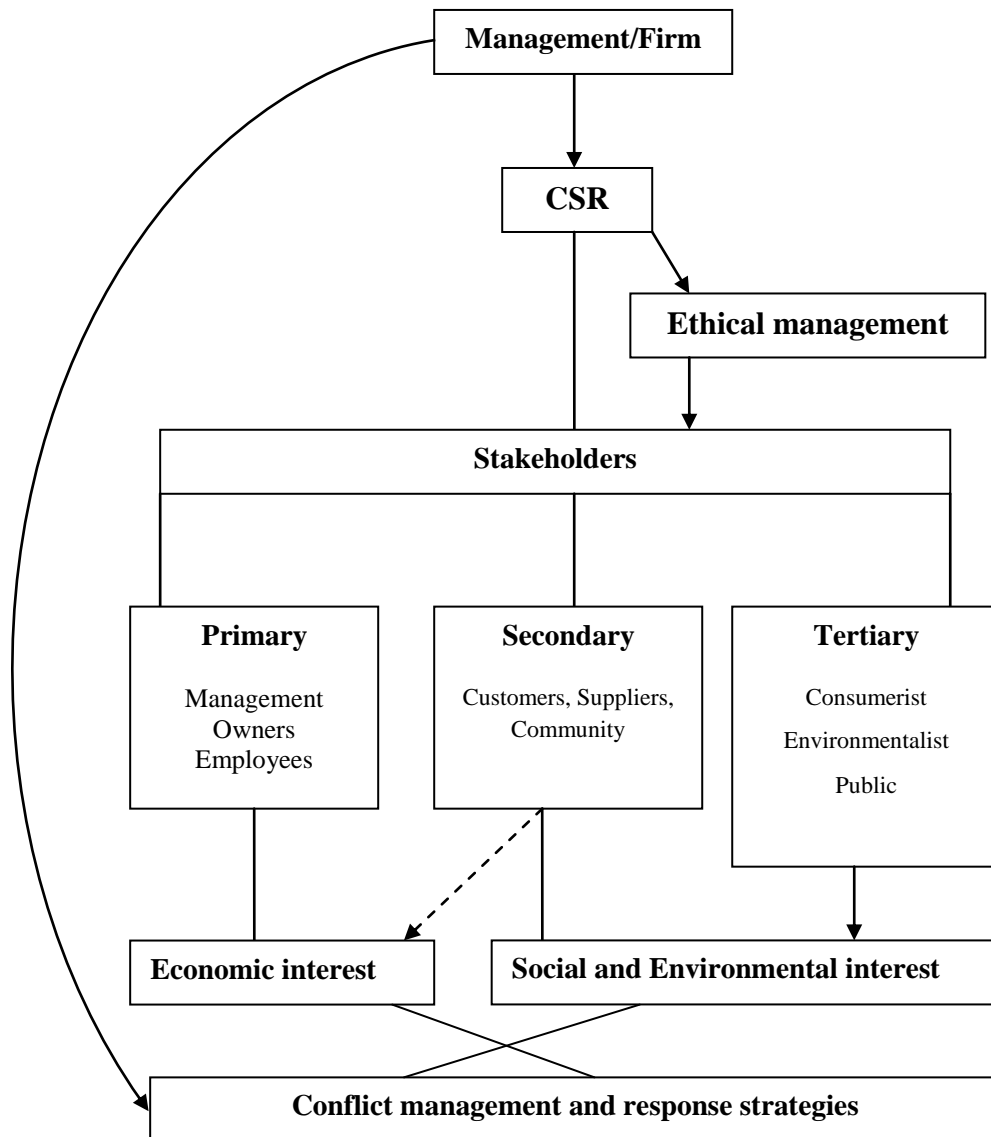 Management/Firm
CSR
Ethical management
Stakeholders
Primary
Management
Owners
Employees
Secondary
Customers, Suppliers,
Community
Tertiary
Consumerist
Environmentalist
Public
Economic interest
Social and Environmental interest
Conflict management and response strategies